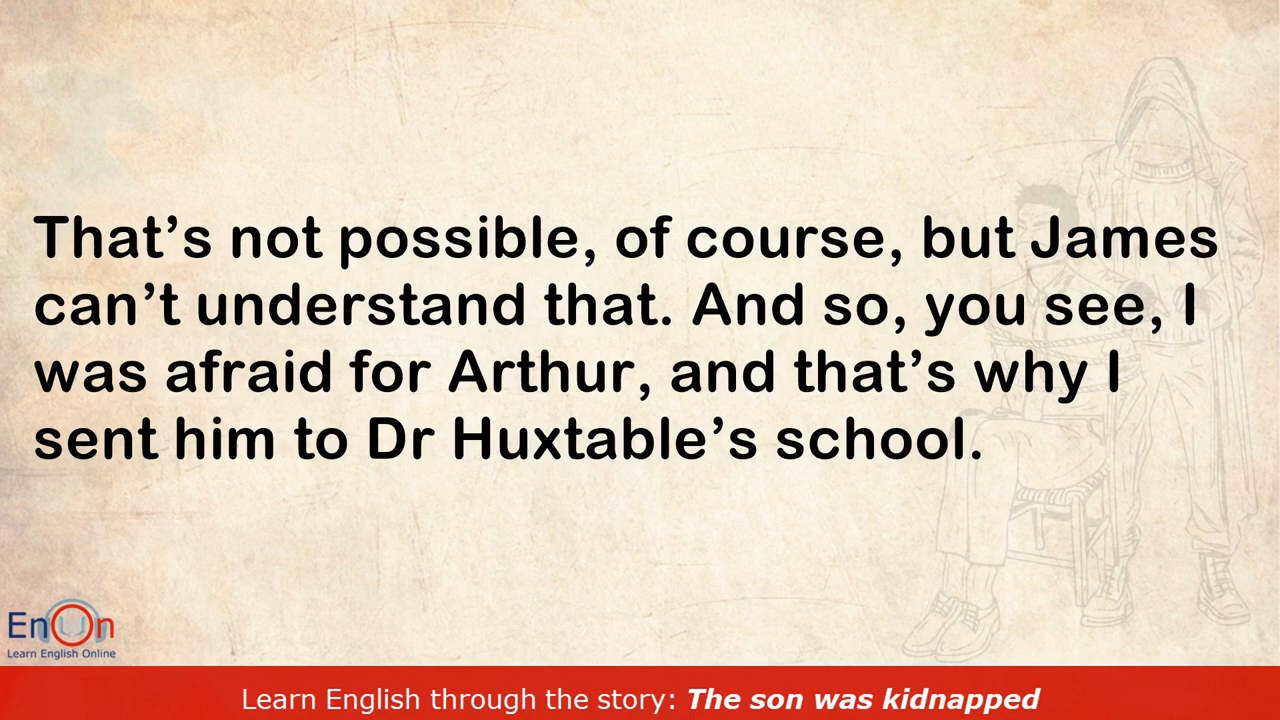 That’s not possible, of course, but James
can’t understand that. And so, you see, I
was afraid for Arthur, and that’s why I
sent him to Dr Huxtable’s school.
EnOn
Learn English Online
Learn English through the story: The son was kidnapped